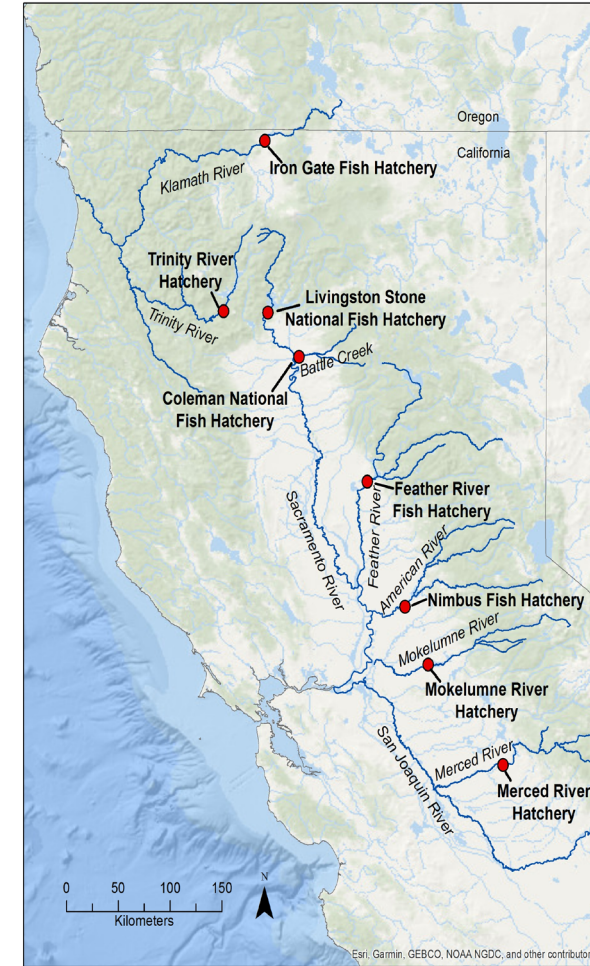 Oregon
California
Iron Gate Fish Hatchery
Klamath River
Trinity River
Hatchery
Livingston Stone
National Fish Hatchery
Trinity River
Battle Creek
Coleman National
Fish Hatchery
Feather River
Fish Hatchery
Sacramento River
Feather River
American River
Nimbus Fish Hatchery
Mokelumne River
Mokelumne River
Hatchery
San Joaquin River
Merced River
Merced River
Hatchery
0 50 100 150
Kilometers
N
Esri, Garmin, GEBCO, NOAA NGDC, and other contributor